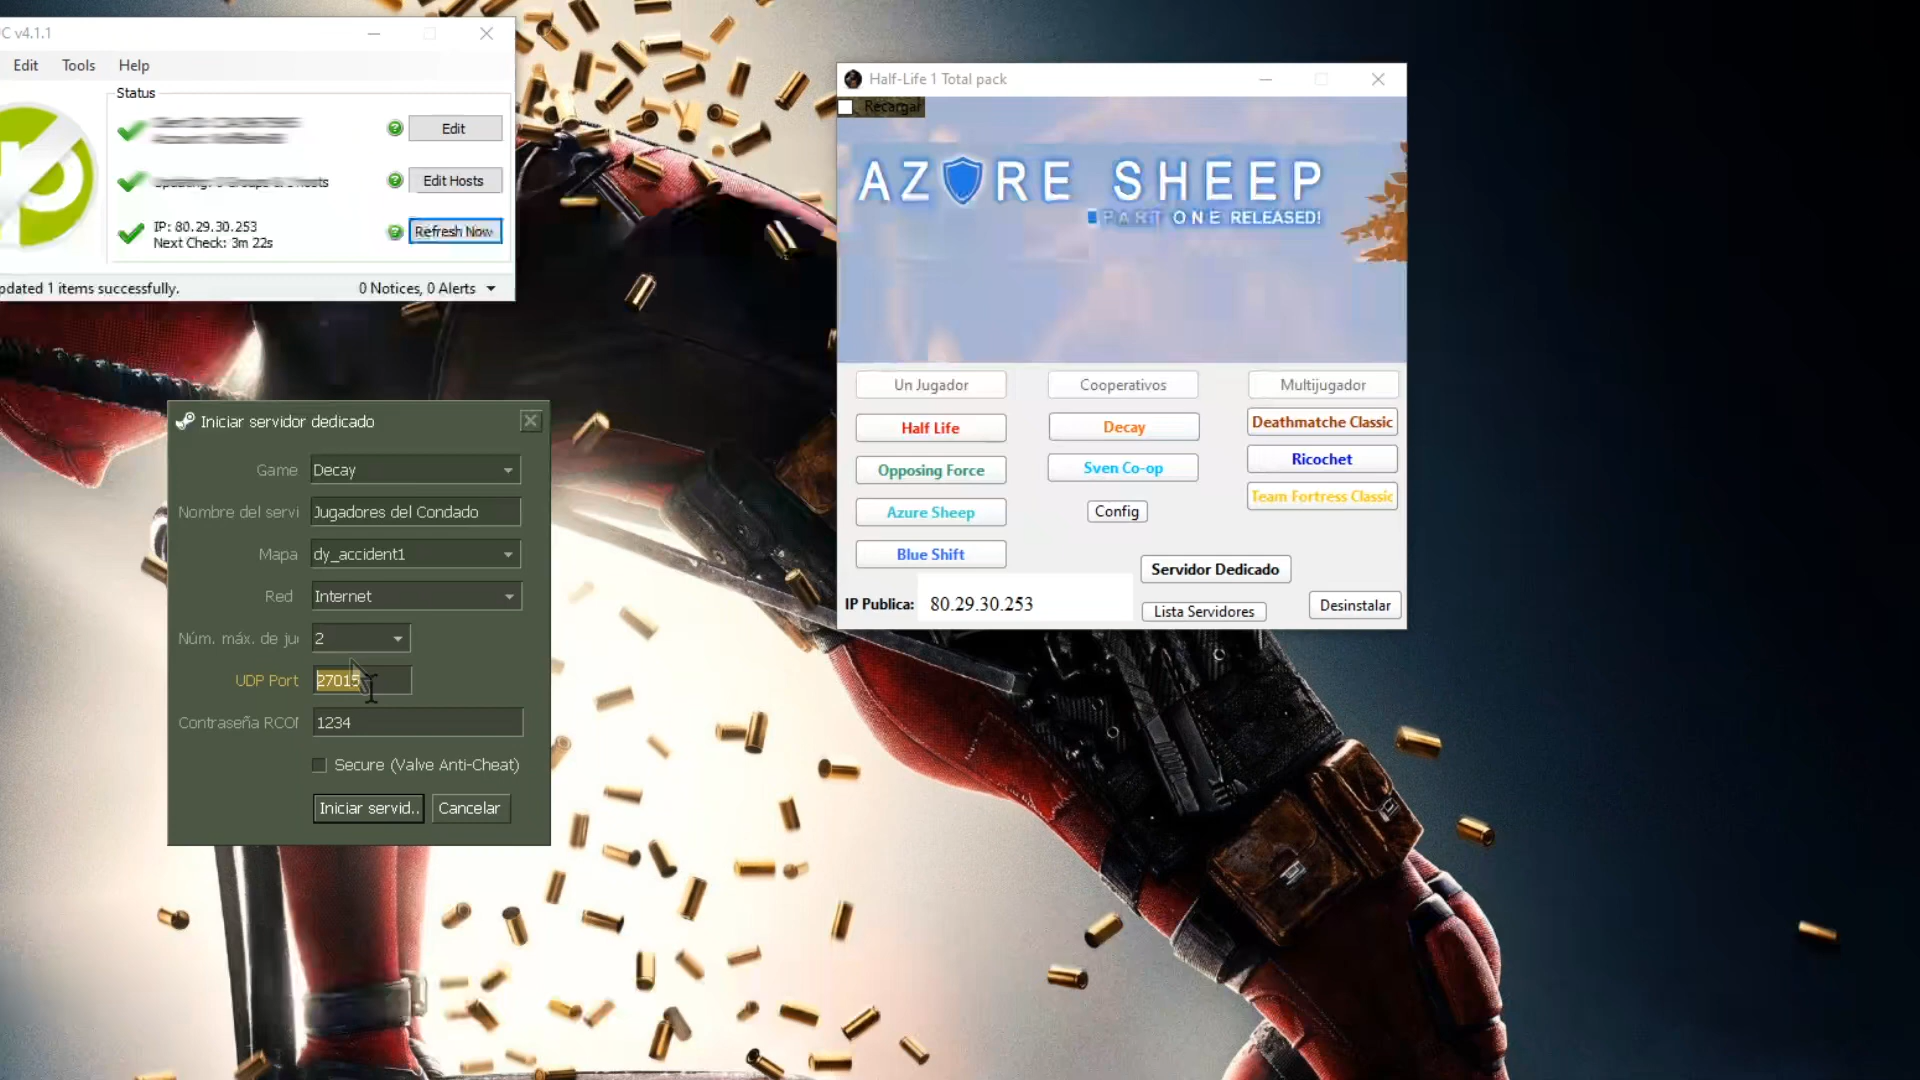 C v4.1.1
Edit Tools Help
Status
Edit
Updating: Hosts
Edit Hosts
IP: 80.29.30.253
Next Check: 3m 22s
Refresh Now
pdated 1 items successfully.
0 Notices, 0 Alerts
Half-Life 1 Total pack
Recargar
AZURE SHEEP
PART ONE RELEASED!
Un Jugador
Cooperativos
Multijugador
Half Life
Decay
Deathmatche Classic
Opposing Force
Sven Co-op
Ricochet
Azure Sheep
Config
Team Fortress Classic
Blue Shift
Servidor Dedicado
IP Publica: 80.29.30.253
Lista Servidores
Desinstalar
Iniciar servidor dedicado
Game Decay
Nombre del servi Jugadores del Condado
Mapa dy_accident1
Red Internet
Núm. máx. de ju 2
UDP Port 27015
Contraseña RCON 1234
Secure (Valve Anti-Cheat)
Iniciar servid..
Cancelar